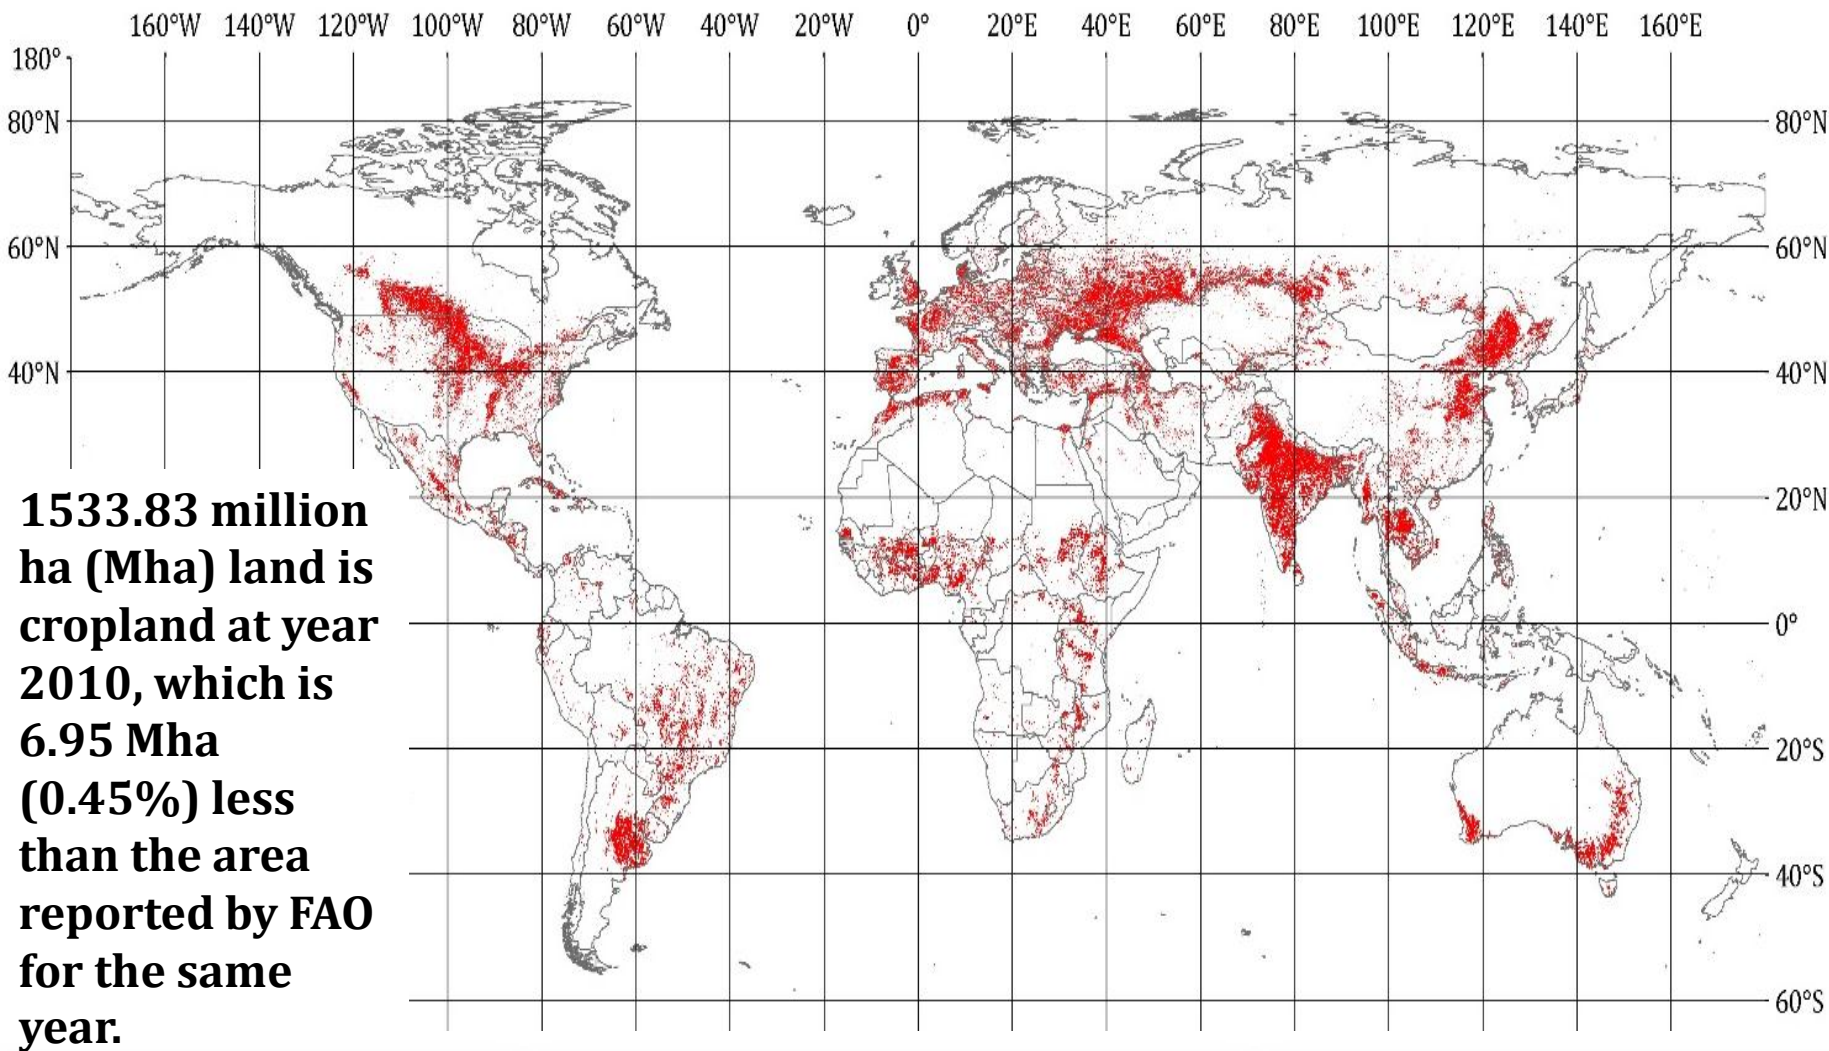 160°W 140°W 120°W 100°W 80°W 60°W 40°W 20°W 0° 20°E 40°E 60°E 80°E 100°E 120°E 140°E 160°E
180°
80°N 80°N
60°N 60°N
40°N 40°N
20°N
0°
20°S
40°S
60°S
1533.83 million
ha (Mha) land is
cropland at year
2010, which is
6.95 Mha
(0.45%) less
than the area
reported by FAO
for the same
year.